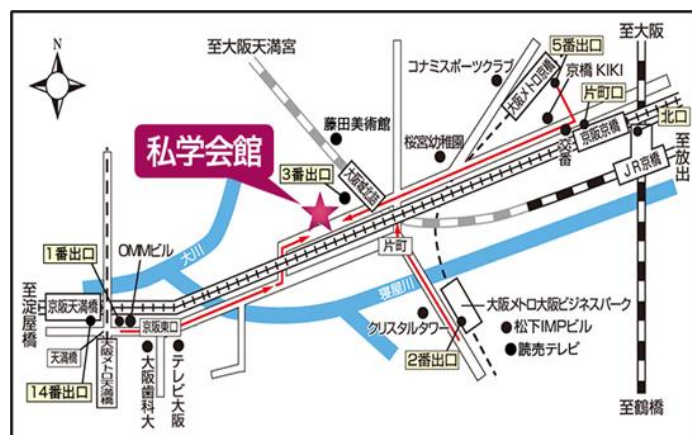 N
至大阪天満宮
コナミスポーツクラブ
大阪メトロ京橋
5番出口
至大阪
京橋 KIKI
片町口
藤田美術館
桜宮幼稚園
交番
京阪京橋
北口
私学会館
3番出口
大阪城北詰
JR京橋
至放出
片町
大川
寝屋川
1番出口
OMMビル
至淀屋橋
京阪天満橋
京阪東口
天満橋
大阪メトロ天満橋
14番出口
大阪歯科大
テレビ大阪
クリスタルタワー
2番出口
大阪メトロ大阪ビジネスパーク
松下IMPビル
読売テレビ
至鶴橋